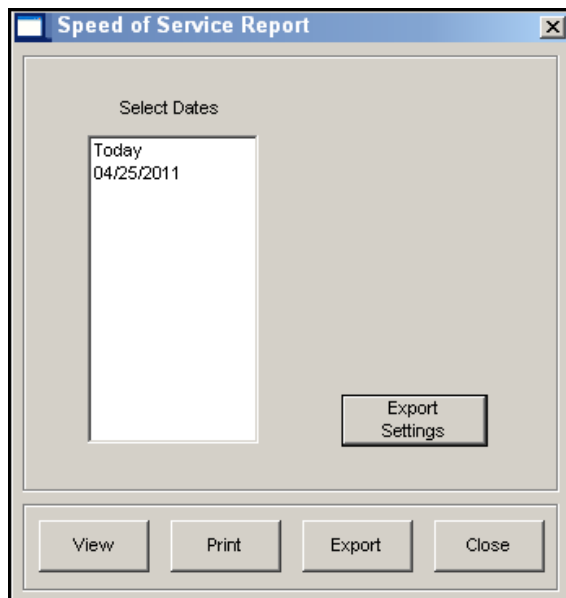 Speed of Service Report
Select Dates
Today
04/25/2011
Export
Settings
View
Print
Export
Close